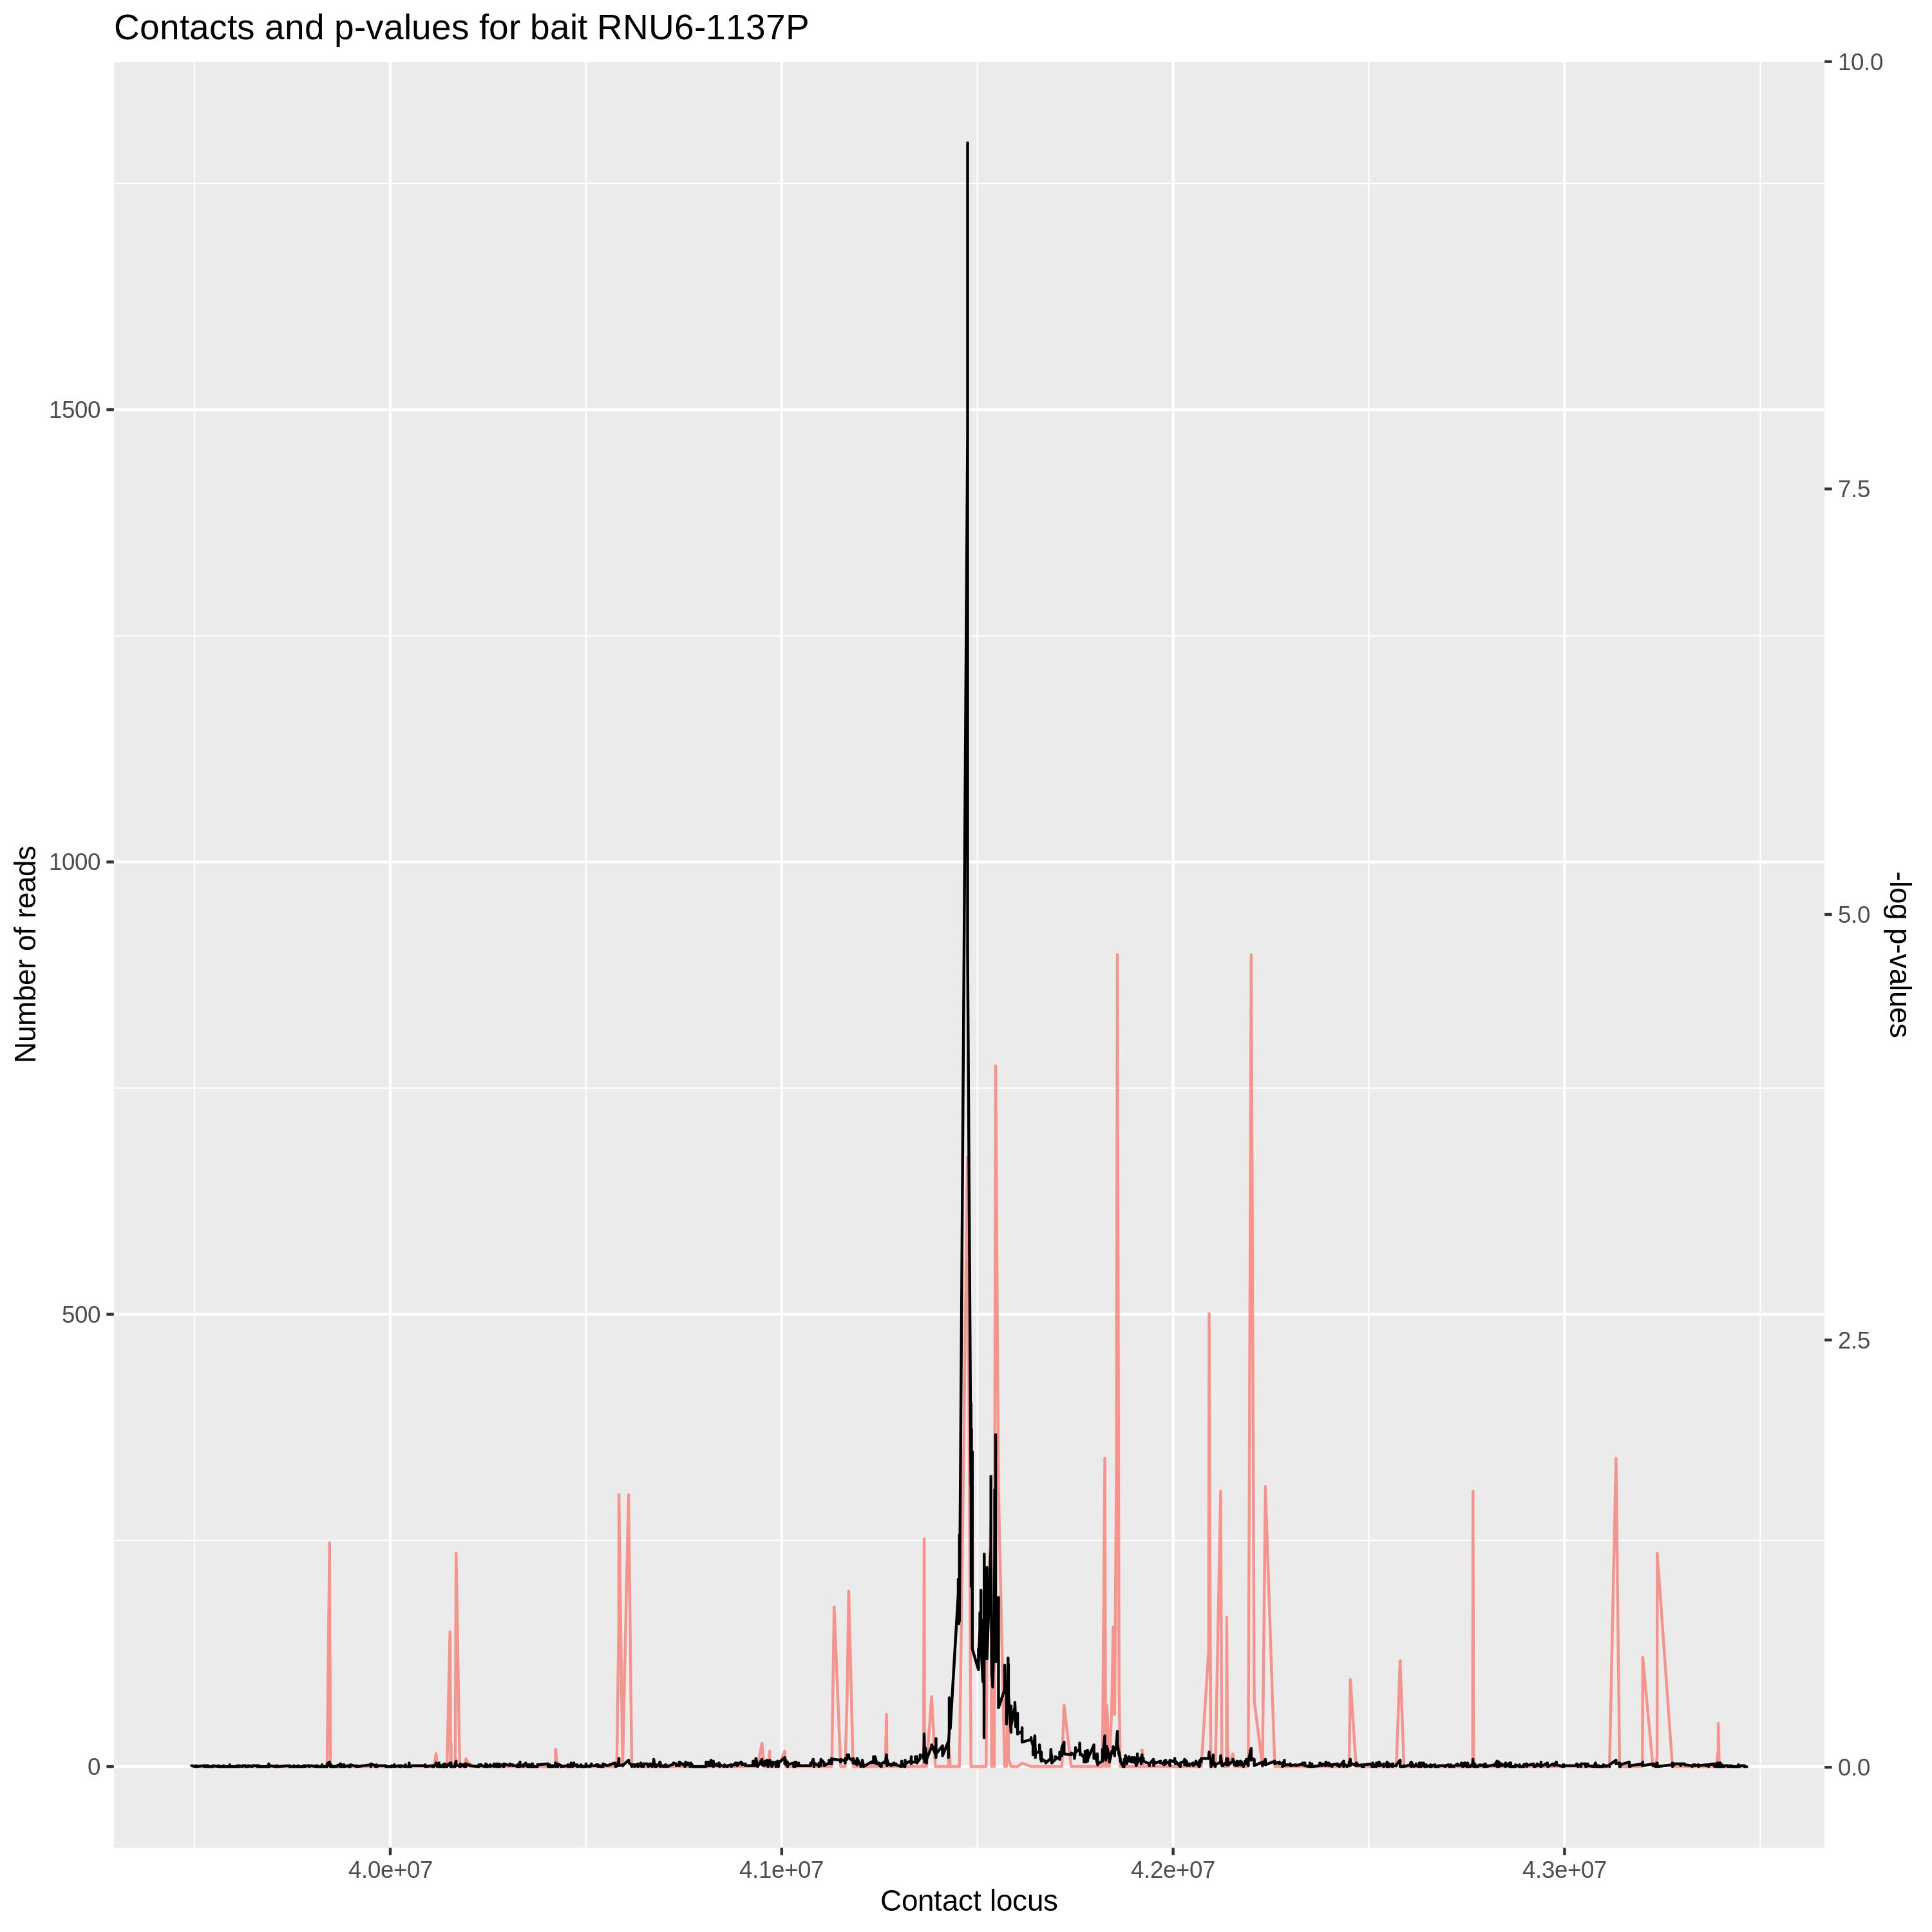 Contacts and p-values for bait RNU6-1137P
10.0
1500
7.5
1000
5.0
Number of reads
-log p-values
500
2.5
0
0.0
4.0e+07
4.1e+07
4.2e+07
4.3e+07
Contact locus